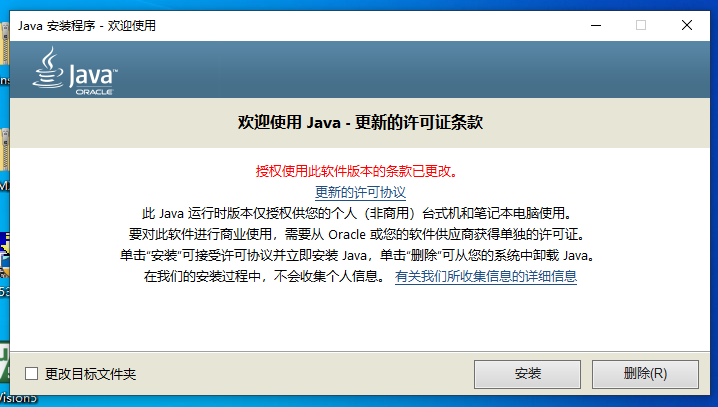 Java 安装程序 - 欢迎使用
Java
ORACLE
欢迎使用 Java - 更新的许可证条款
授权使用此软件版本的条款已更改。
更新的许可协议
此 Java 运行时版本仅授权供您的个人（非商用）台式机和笔记本电脑使用。
要对此软件进行商业使用，需要从 Oracle 或您的软件供应商获得单独的许可证。
单击“安装”可接受许可协议并立即安装 Java，单击“删除”可从您的系统中卸载 Java。
在我们的安装过程中，不会收集个人信息。 有关我们所收集信息的详细信息
更改目标文件夹
安装
删除(R)
Vision5